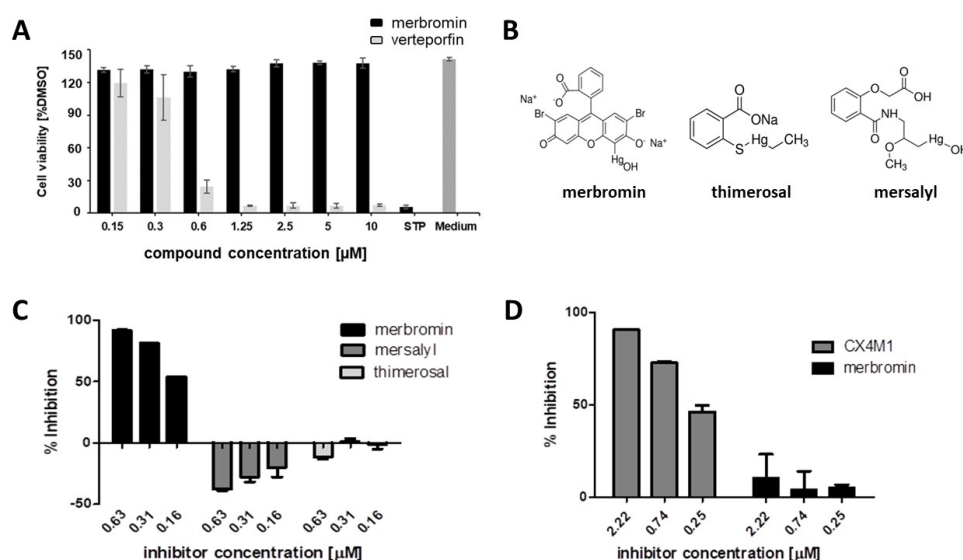 A
merbromin
verteporfin
Cell viability [%DMSO]
150
120
90
60
30
0
0.15 0.3 0.6 1.25 2.5 5 10 STP Medium
compound concentration [µM]
B
Na⁺
O
⁻O
Br Br
O O O⁻ Na⁺
Hg
OH
merbromin
O
ONa
S Hg CH₃
thimerosal
O
O OH
NH
O Hg
O OH
CH₃
mersalyl
C
merbromin
mersalyl
thimerosal
% Inhibition
100
50
0
-50
0.63 0.31 0.16 0.63 0.31 0.16 0.63 0.31 0.16
inhibitor concentration [µM]
D
CX4M1
merbromin
% Inhibition
100
50
0
2.22 0.74 0.25 2.22 0.74 0.25
inhibitor concentration [µM]